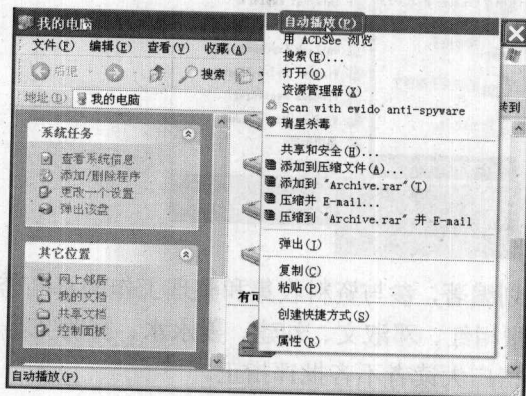 我的电脑
文件(F) 编辑(E) 查看(V) 收藏(A)
后退 搜索
地址(D) 我的电脑
转到
系统任务
查看系统信息
添加/删除程序
更改一个设置
弹出该盘
其它位置
网上邻居
我的文档
共享文档
控制面板
有可
自动播放(P)
自动播放(P)
用 ACDSee 浏览
搜索(E)...
打开(O)
资源管理器(X)
Scan with ewido anti-spyware
瑞星杀毒
共享和安全(H)...
添加到压缩文件(A)...
添加到 "Archive.rar"(T)
压缩并 E-mail...
压缩到 "Archive.rar" 并 E-mail
弹出(J)
复制(C)
粘贴(P)
创建快捷方式(S)
属性(R)